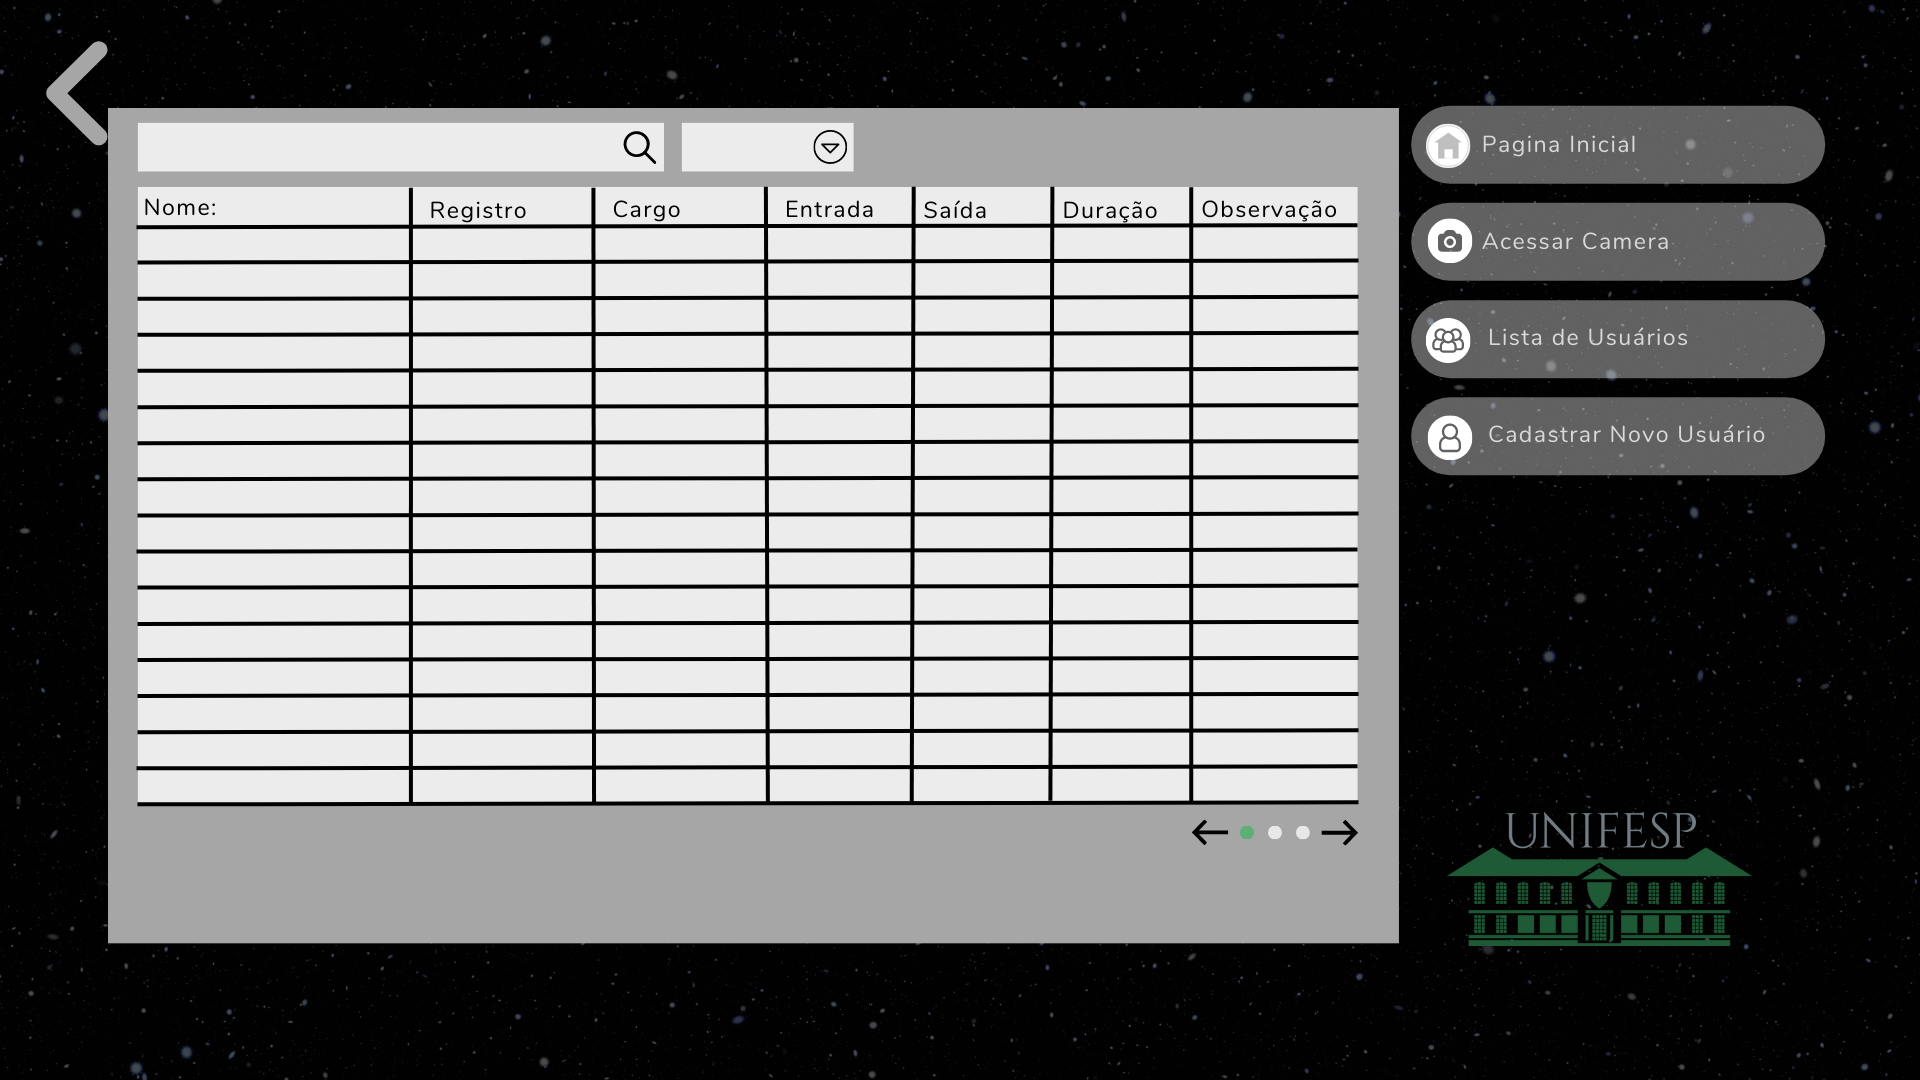 Nome:
Registro
Cargo
Entrada
Saída
Duração
Observação
Pagina Inicial
Acessar Camera
Lista de Usuários
Cadastrar Novo Usuário
UNIFESP